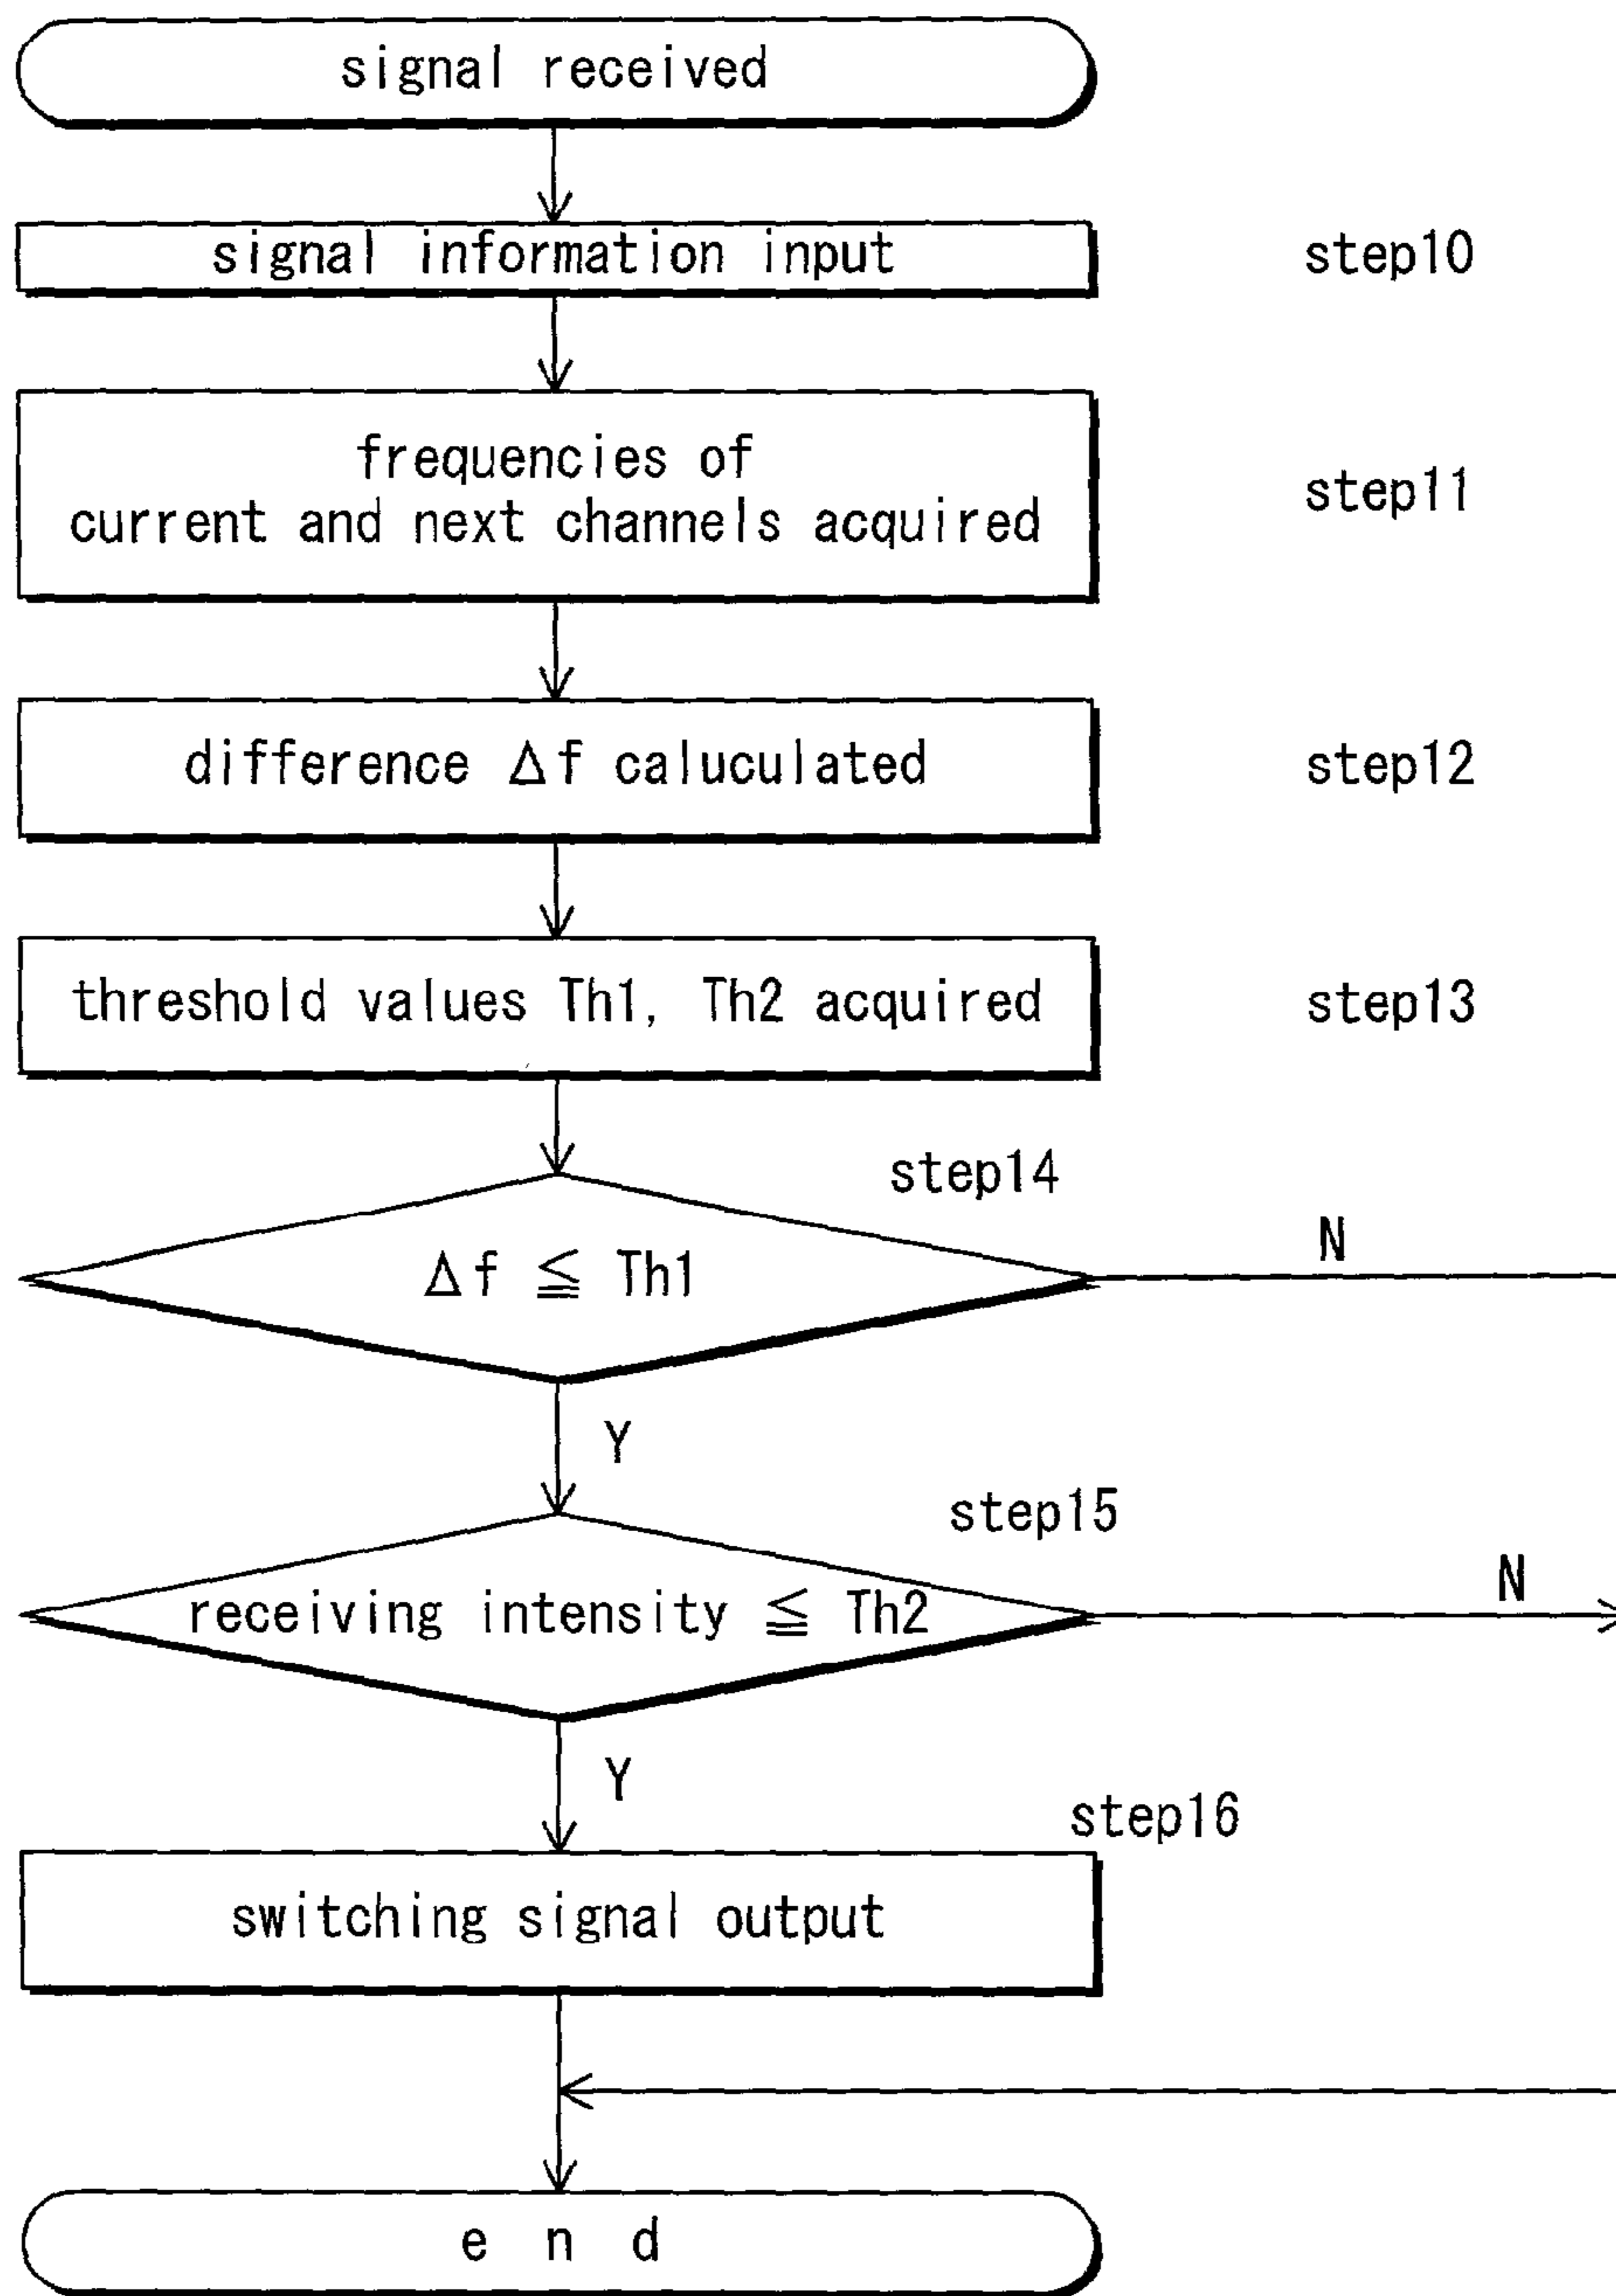 signal received
signal information input
step10
frequencies of
current and next channels acquired
step11
difference Δf caluculated
step12
threshold values Th1, Th2 acquired
step13
step14
Δf ≦ Th1
N
Y
step15
receiving intensity ≦ Th2
N
Y
step16
switching signal output
e n d